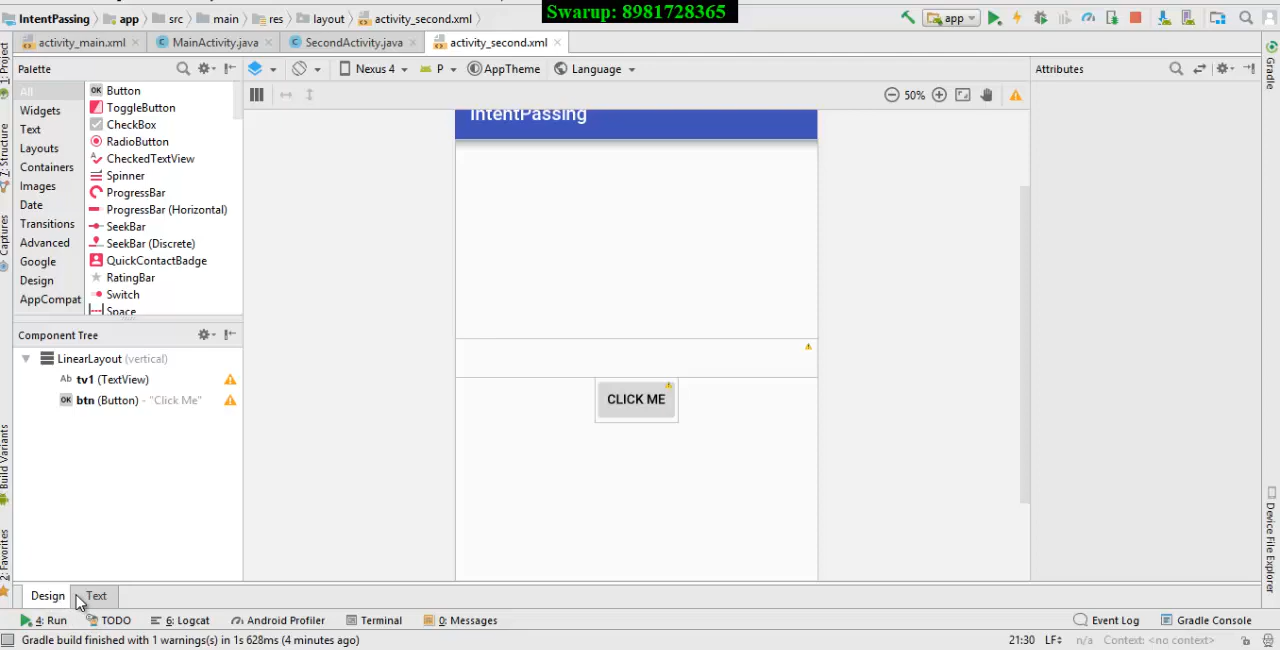 Swarup: 8981728365
IntentPassing app src main res layout activity_second.xml
app
activity_main.xml MainActivity.java SecondActivity.java activity_second.xml
1: Project
Z: Structure
Captures
Build Variants
2: Favorites
Palette
Nexus 4 P AppTheme Language
Attributes
50%
All
Widgets
Text
Layouts
Containers
Images
Date
Transitions
Advanced
Google
Design
AppCompat
OK Button
ToggleButton
CheckBox
RadioButton
CheckedTextView
Spinner
ProgressBar
ProgressBar (Horizontal)
SeekBar
SeekBar (Discrete)
QuickContactBadge
RatingBar
Switch
Space
Component Tree
LinearLayout (vertical)
Ab tv1 (TextView)
OK btn (Button) - "Click Me"
IntentPassing
CLICK ME
Gradle
Device File Explorer
Design Text
4: Run TODO 6: Logcat Android Profiler Terminal 0: Messages Event Log Gradle Console
Gradle build finished with 1 warnings(s) in 1s 628ms (4 minutes ago) 21:30 LF÷ n/a Context: <no context>